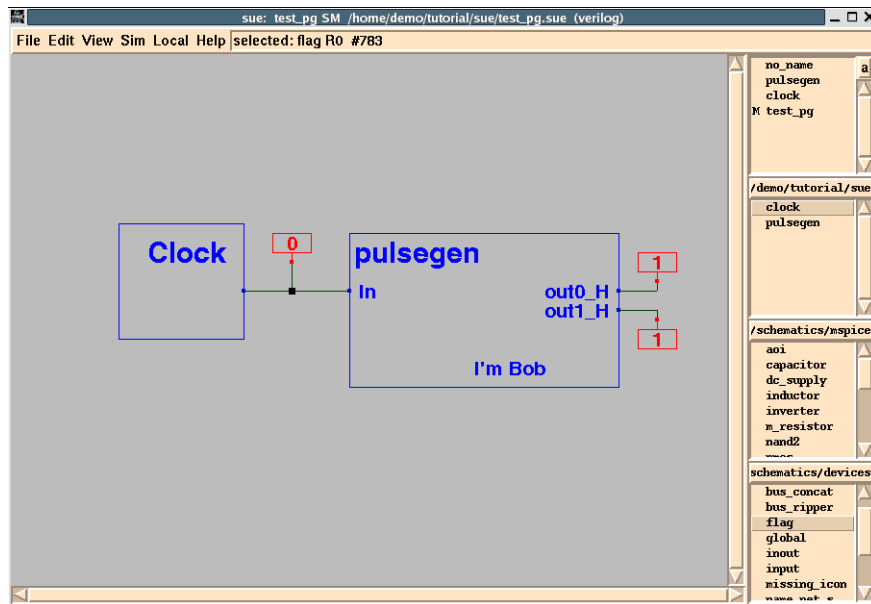 sue: test_pg SM /home/demo/tutorial/sue/test_pg.sue (verilog)
File Edit View Sim Local Help selected: flag R0 #783
no_name
pulsegen
clock
M test_pg
a
/demo/tutorial/sue
clock
pulsegen
/schematics/mspice
aoi
capacitor
dc_supply
inductor
inverter
m_resistor
nand2
schematics/devices
bus_concat
bus_ripper
flag
global
inout
input
missing_icon
name_net_s
Clock
0
pulsegen
In
out0_H
out1_H
I'm Bob
1
1